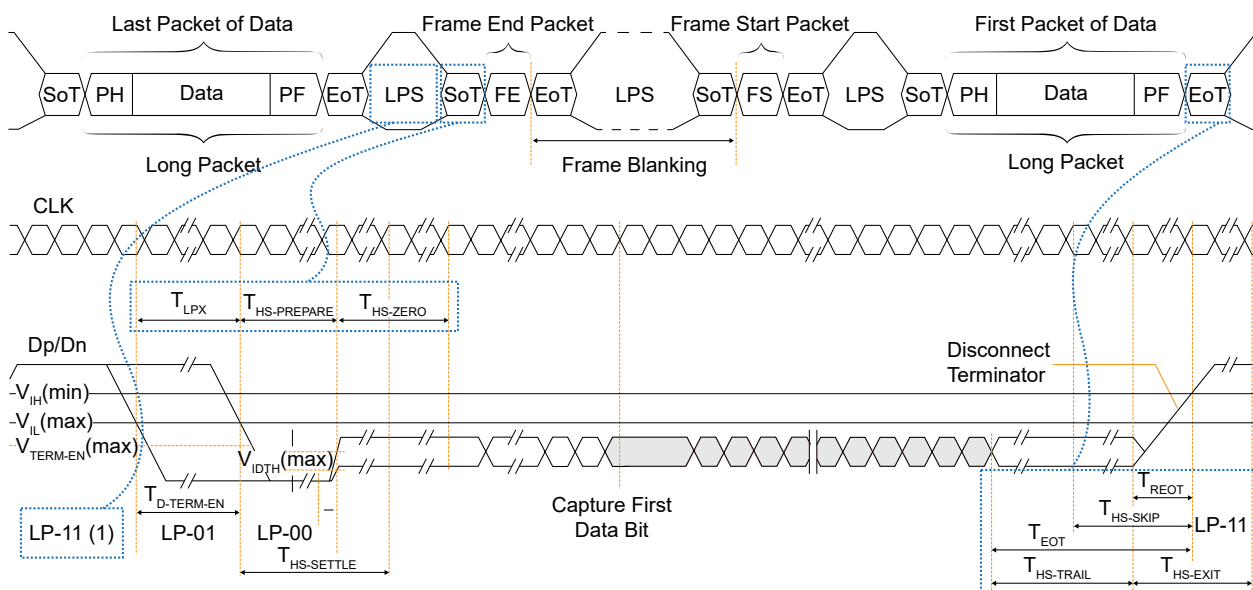 Last Packet of Data
Frame End Packet
Frame Start Packet
First Packet of Data
SoT PH Data PF EoT LPS SoT FE EoT LPS SoT FS EoT LPS SoT PH Data PF EoT
Long Packet
Frame Blanking
Long Packet
CLK
TLPX
THS-PREPARE
THS-ZERO
Dp/Dn
Disconnect
Terminator
VIH(min)
VIL(max)
VTERM-EN(max)
VIDTH(max)
TD-TERM-EN
Capture First
Data Bit
TREOT
THS-SKIP
LP-11 (1)
LP-01
LP-00
LP-11
TEOT
THS-SETTLE
THS-TRAIL
THS-EXIT